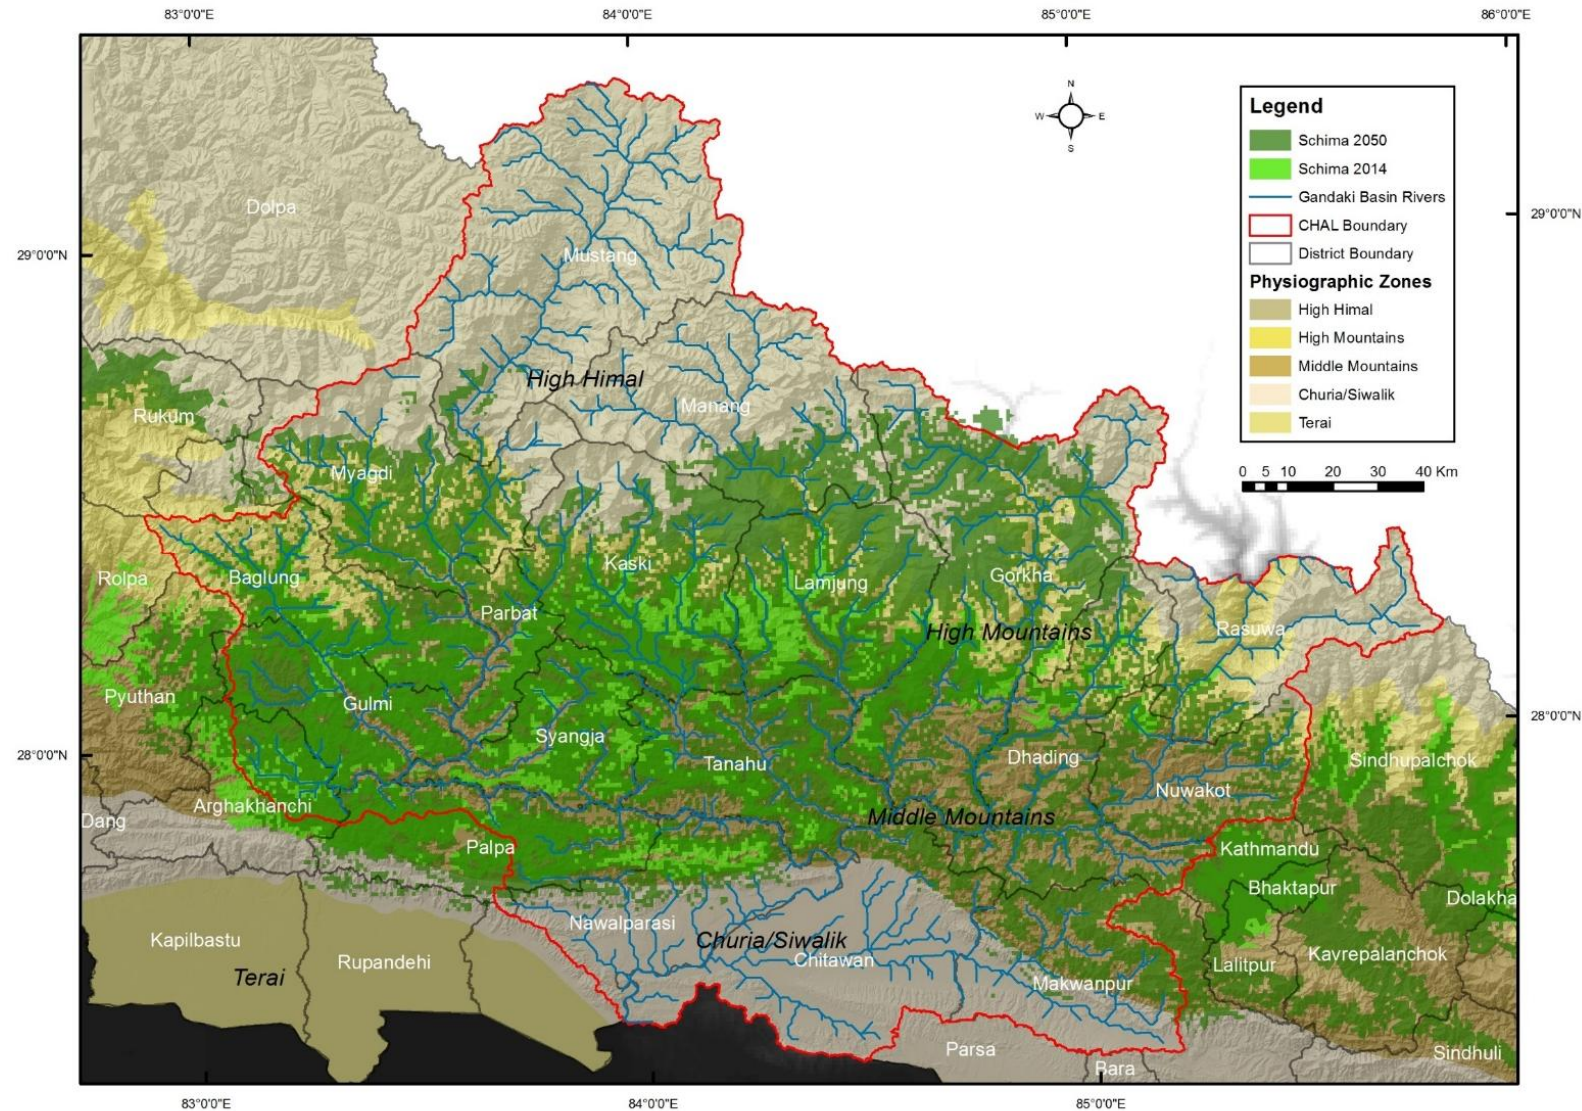 83°0'0"E
84°0'0"E
85°0'0"E
86°0'0"E
N
W
E
S
Legend
Schima 2050
Schima 2014
Gandaki Basin Rivers
CHAL Boundary
District Boundary
Physiographic Zones
High Himal
High Mountains
Middle Mountains
Churia/Siwalik
Terai
0 5 10 20 30 40 Km
29°0'0"N
29°0'0"N
Dolpa
Mustang
High Himal
Manang
Rukum
Myagdi
Rolpa
Baglung
Kaski
Lamjung
Gorkha
Parbat
High Mountains
Rasuwa
Pyuthan
Gulmi
Syangja
28°0'0"N
28°0'0"N
Tanahu
Dhading
Sindhupalchok
Nuwakot
Arghakhanchi
Dang
Middle Mountains
Palpa
Kathmandu
Bhaktapur
Dolakha
Nawalparasi
Kapilbastu
Churia/Siwalik
Rupandehi
Terai
Chitawan
Lalitpur
Kavrepalanchok
Makwanpur
Parsa
Bara
Sindhuli
83°0'0"E
84°0'0"E
85°0'0"E